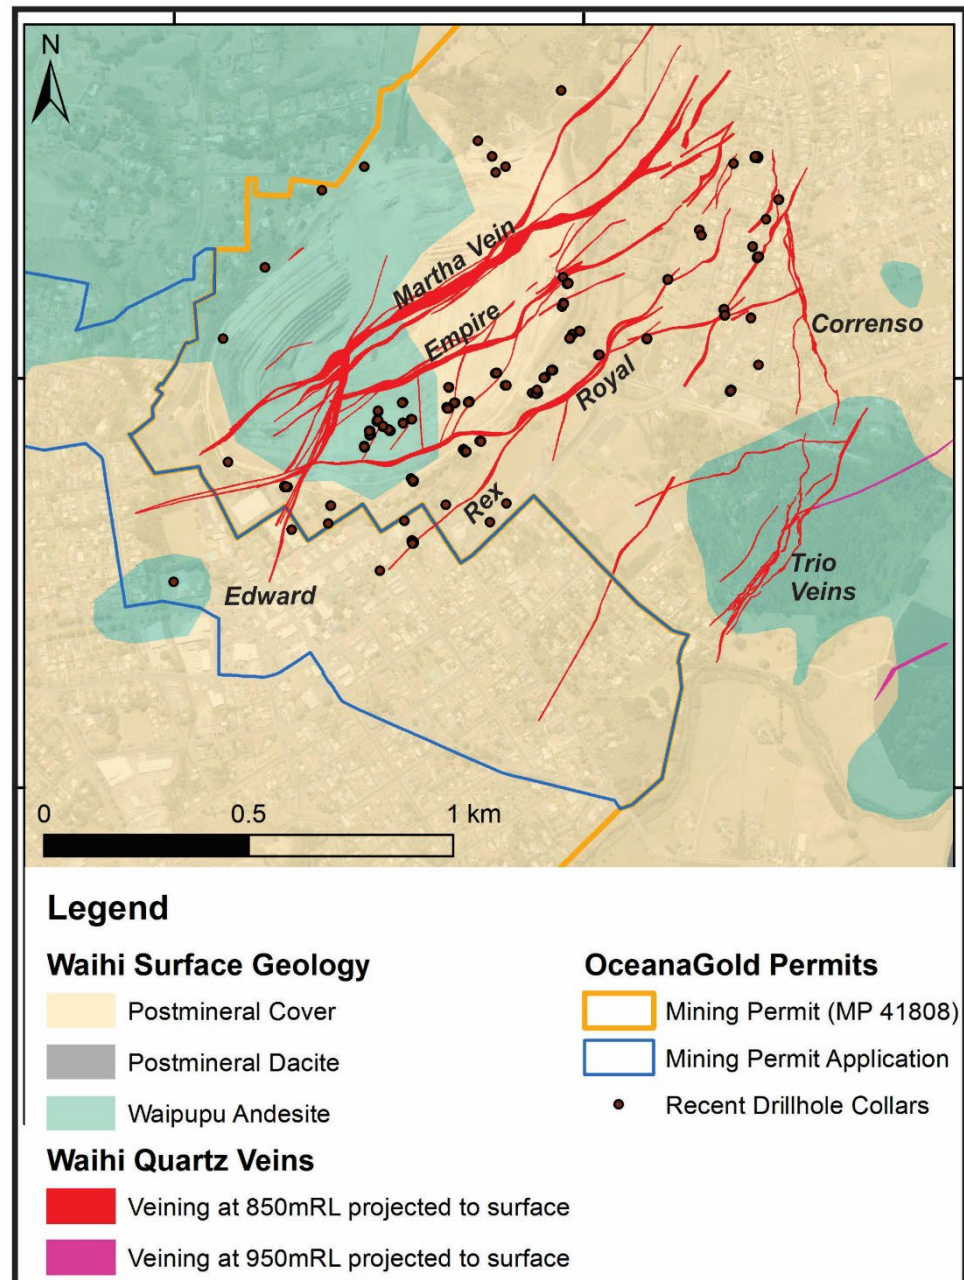 N
Martha Vein
Empire
Correnso
Royal
Rex
Trio
Veins
Edward
0 0.5 1 km
Legend
Waihi Surface Geology
Postmineral Cover
Postmineral Dacite
Waipupu Andesite
Waihi Quartz Veins
Veining at 850mRL projected to surface
Veining at 950mRL projected to surface
OceanaGold Permits
Mining Permit (MP 41808)
Mining Permit Application
Recent Drillhole Collars